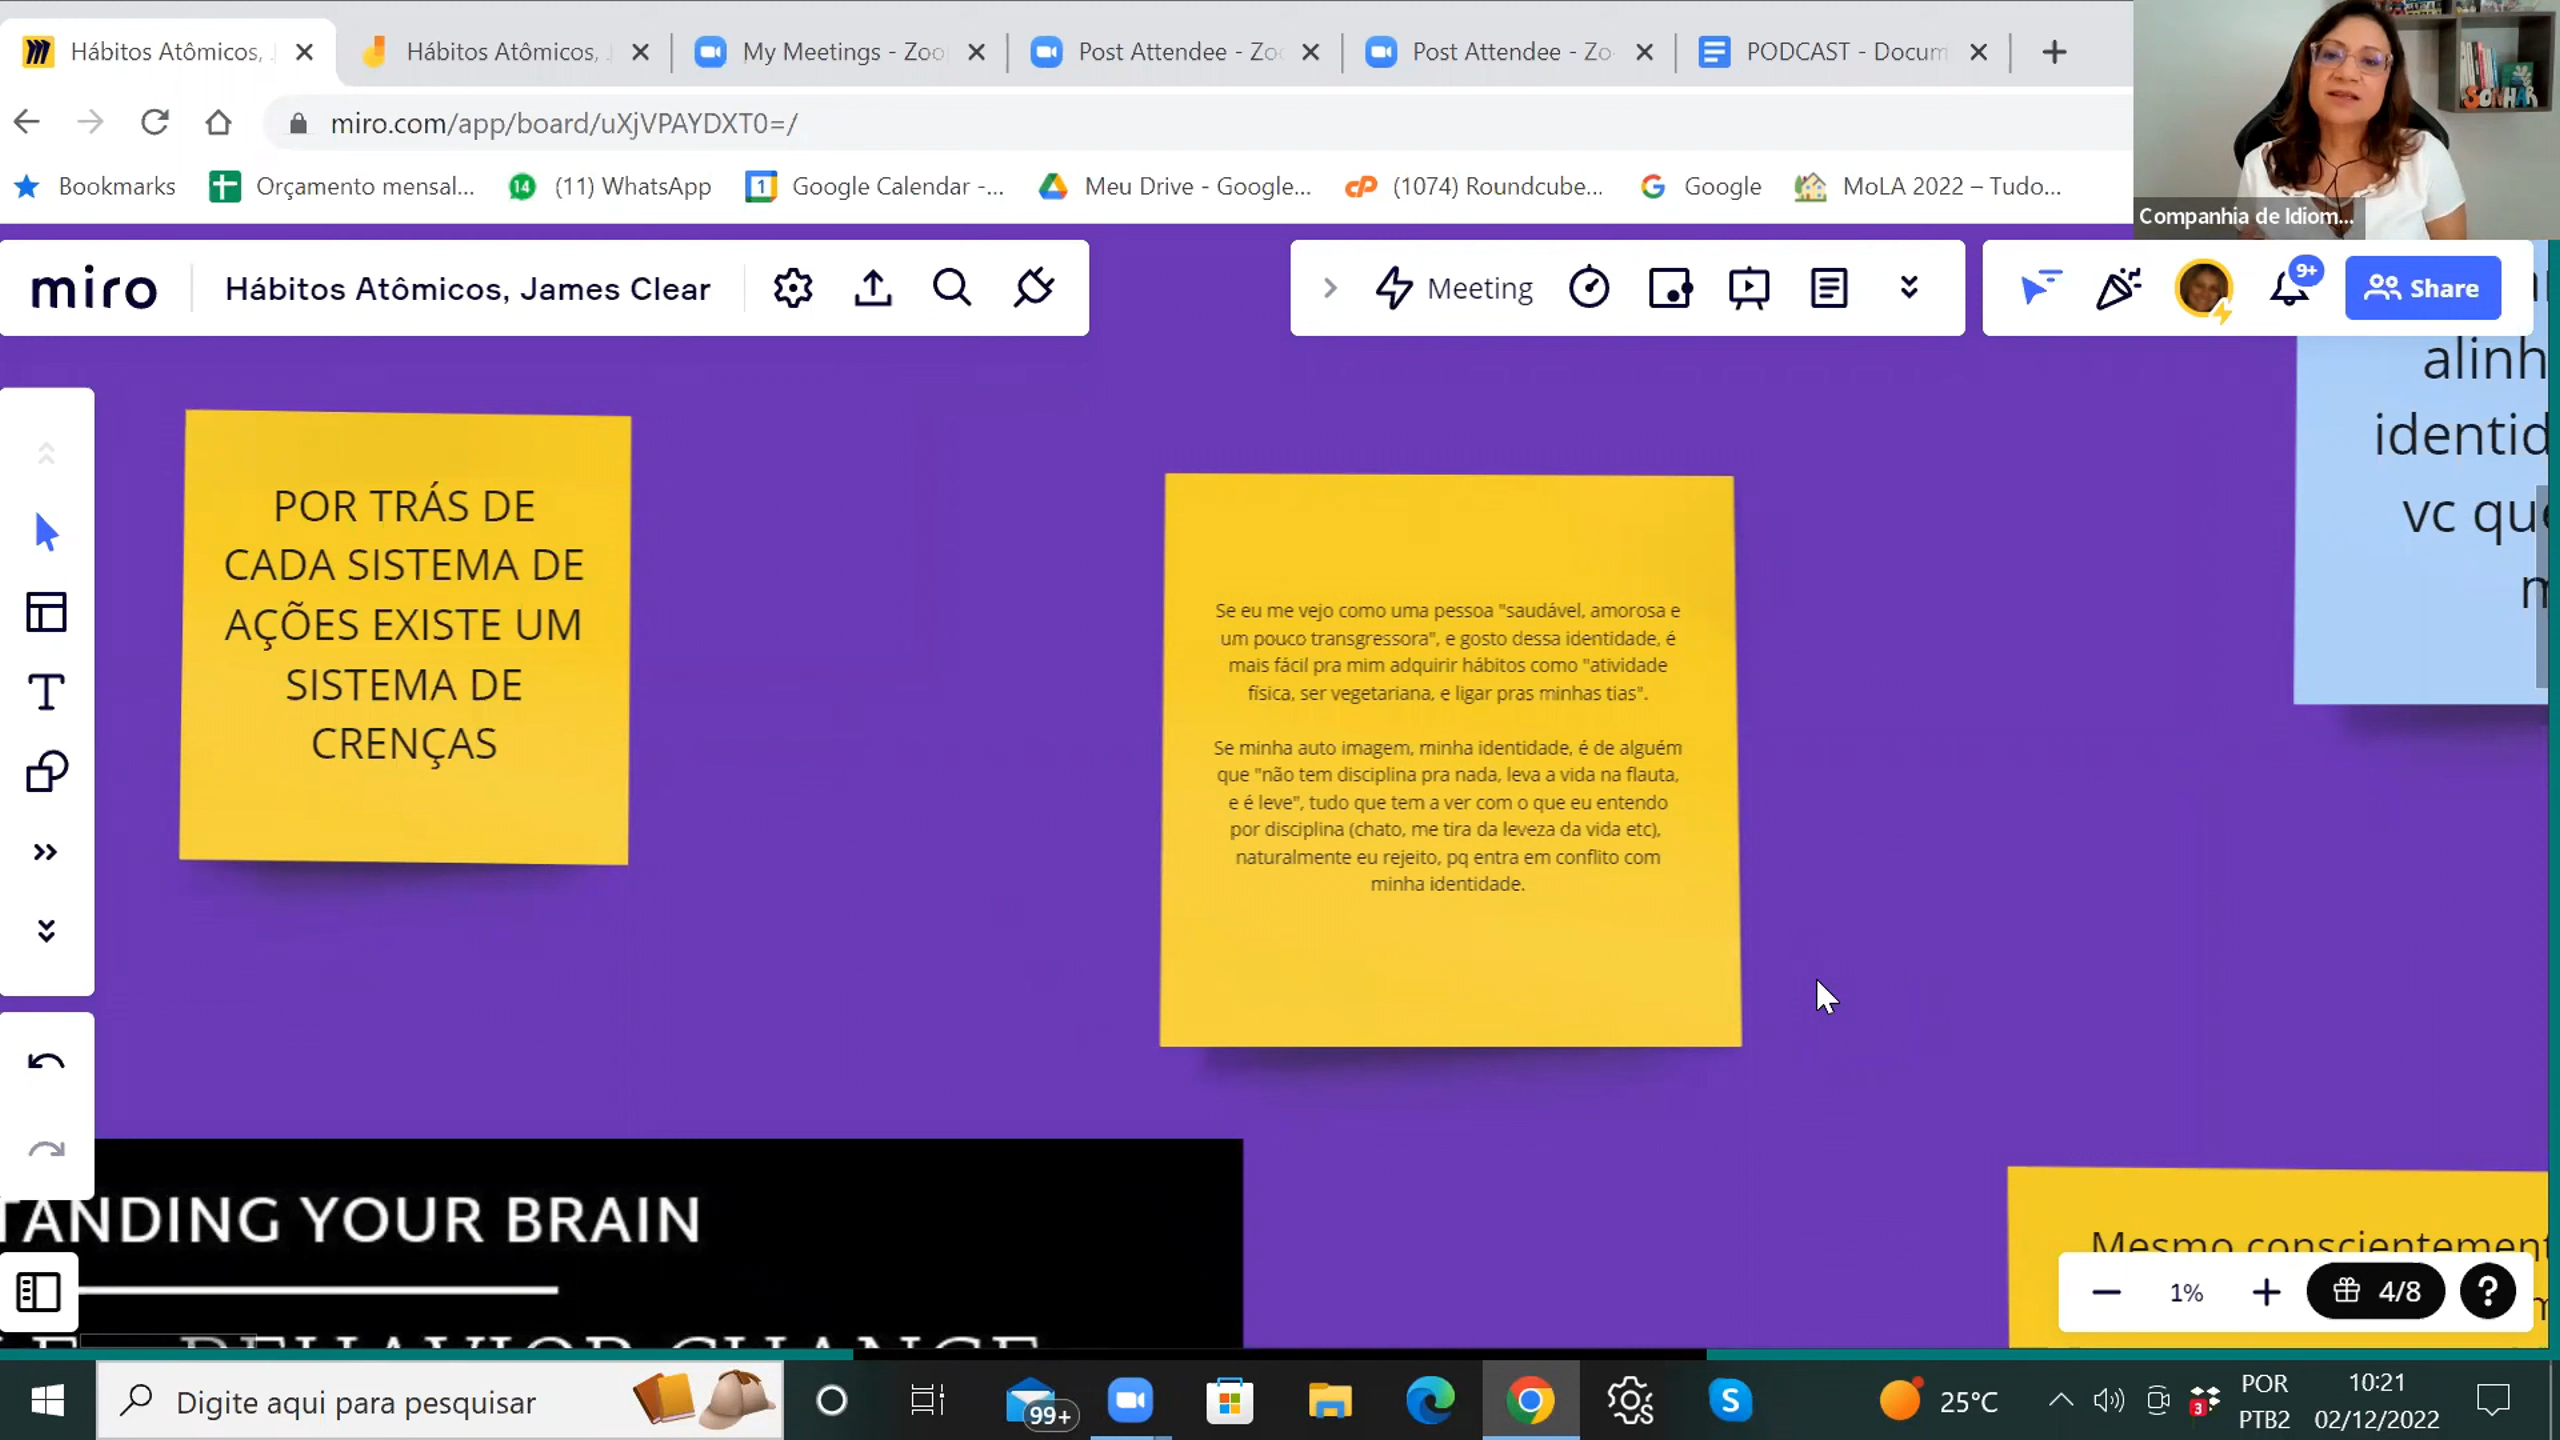 Hábitos Atômicos, J
Hábitos Atômicos,
My Meetings - Zoo
Post Attendee - Zo
Post Attendee - Zo
PODCAST - Docum
miro.com/app/board/uXjVPAYDXT0=/
Bookmarks
Orçamento mensal...
14
(11) WhatsApp
1
Google Calendar -...
Meu Drive - Google...
(1074) Roundcube...
Google
MoLA 2022 – Tudo...
SONHAR
Companhia de Idiom...
miro
Hábitos Atômicos, James Clear
Meeting
9+
Share
alinh
identid
vc que
POR TRÁS DE
CADA SISTEMA DE
AÇÕES EXISTE UM
SISTEMA DE
CRENÇAS
Se eu me vejo como uma pessoa "saudável, amorosa e
um pouco transgressora", e gosto dessa identidade, é
mais fácil pra mim adquirir hábitos como "atividade
física, ser vegetariana, e ligar pras minhas tias".
Se minha auto imagem, minha identidade, é de alguém
que "não tem disciplina pra nada, leva a vida na flauta,
e é leve", tudo que tem a ver com o que eu entendo
por disciplina (chato, me tira da leveza da vida etc),
naturalmente eu rejeito, pq entra em conflito com
minha identidade.
TANDING YOUR BRAIN
BEHAVIOR CHANGE
Mesmo conscientement
1%
4/8
?
Digite aqui para pesquisar
99+
25°C
3
POR
PTB2
10:21
02/12/2022